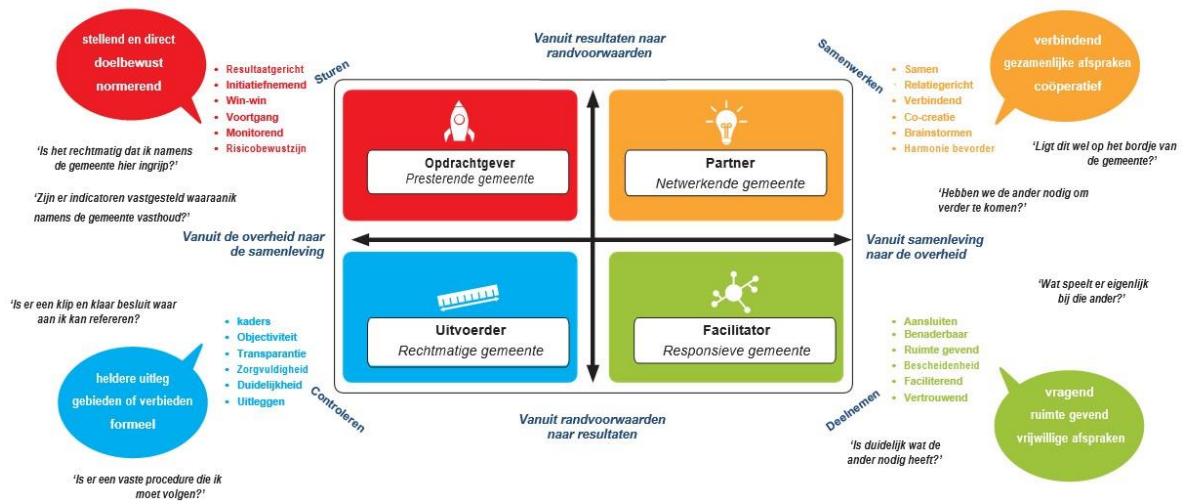 stellend en direct
doelbewust
normerend
• Resultaatgericht
• Initiatiefnemend
• Win-win
• Voortgang
• Monitorend
• Risicobewustzijn
Sturen
'Is het rechtmatig dat ik namens
de gemeente hier ingrijp?'
'Zijn er indicatoren vastgesteld waaraanik
namens de gemeente vasthoud?'
Vanuit resultaten naar
randvoorwaarden
Opdrachtgever
Presterende gemeente
Partner
Netwerkende gemeente
Samenwerken
• Samen
• Relatiegericht
• Verbindend
• Co-creatie
• Brainstormen
• Harmonie bevorder
verbindend
gezamenlijke afspraken
coöperatief
'Ligt dit wel op het bordje van
de gemeente?'
'Hebben we de ander nodig om
verder te komen?'
Vanuit de overheid naar
de samenleving
Vanuit samenleving
naar de overheid
'Is er een klip en klaar besluit waar
aan ik kan refereren?
• kaders
• Objectiviteit
• Transparantie
• Zorgvuldigheid
• Duidelijkheid
• Uitleggen
Controleren
heldere uitleg
gebieden of verbieden
formeel
'Is er een vaste procedure die ik
moet volgen?'
Uitvoerder
Rechtmatige gemeente
Facilitator
Responsieve gemeente
Vanuit randvoorwaarden
naar resultaten
'Wat speelt er eigenlijk
bij die ander?'
• Aansluiten
• Benaderbaar
• Ruimte gevend
• Bescheidenheid
• Faciliterend
• Vertrouwend
Deelnemen
vragend
ruimte gevend
vrijwillige afspraken
'Is duidelijk wat de
ander nodig heeft?'